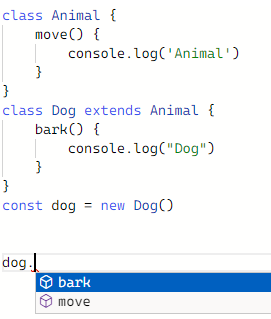 class Animal {
    move() {
        console.log('Animal')
    }
}
class Dog extends Animal {
    bark() {
        console.log("Dog")
    }
}
const dog = new Dog()
dog.
bark
move